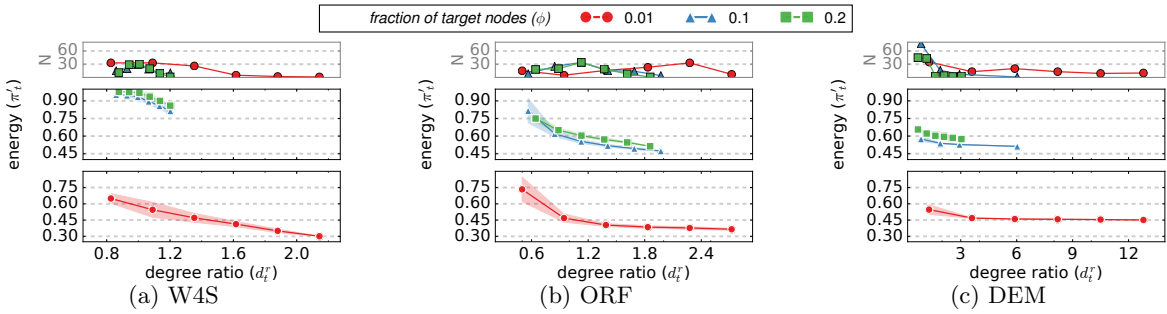 fraction of target nodes (ϕ) 0.01 0.1 0.2
N 60 30
energy (π′ₜ) 0.90 0.75 0.60 0.45
0.75 0.60 0.45 0.30
0.8 1.2 1.6 2.0
degree ratio (dₜʳ)
(a) W4S
N 60 30
energy (π′ₜ) 0.90 0.75 0.60 0.45
0.75 0.60 0.45 0.30
0.6 1.2 1.8 2.4
degree ratio (dₜʳ)
(b) ORF
N 60 30
energy (π′ₜ) 0.90 0.75 0.60 0.45
0.75 0.60 0.45 0.30
3 6 9 12
degree ratio (dₜʳ)
(c) DEM